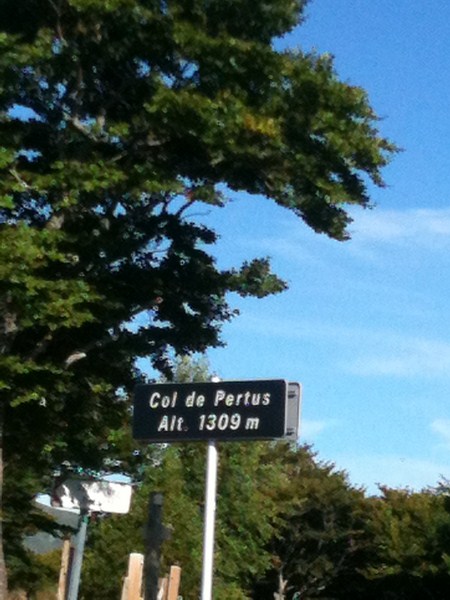 Col de Pertus
Alt. 1309 m